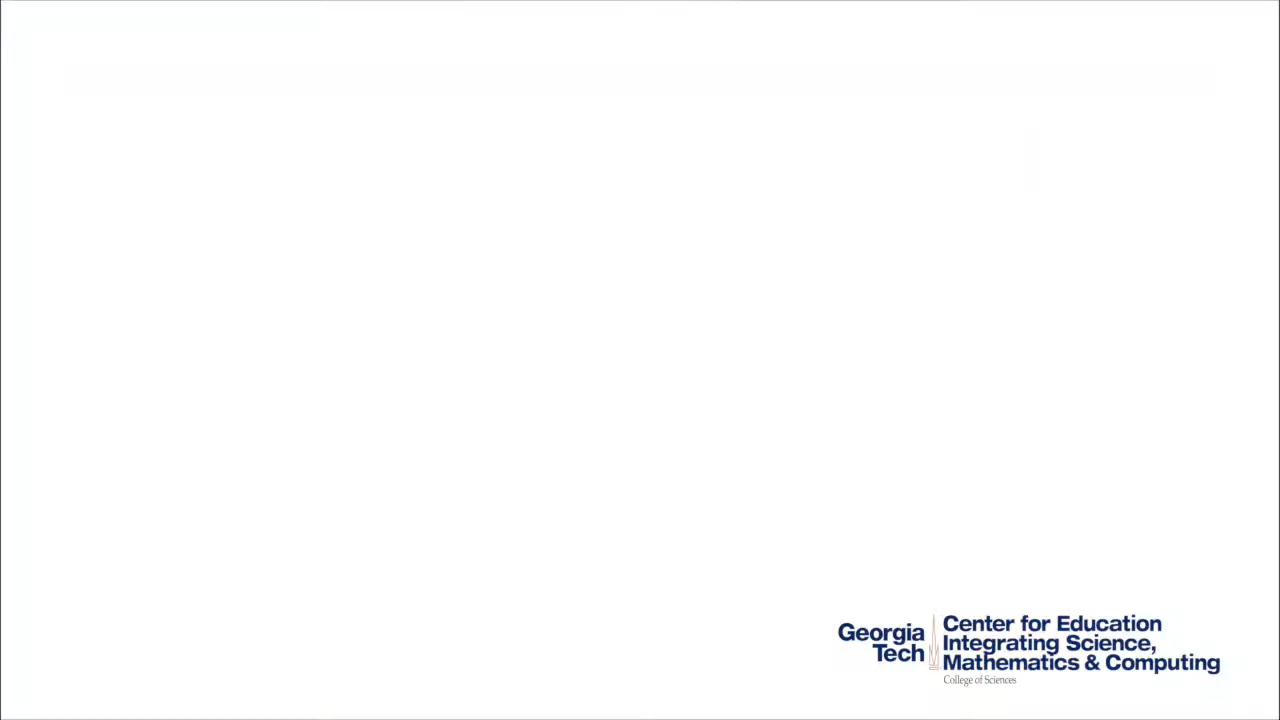 Georgia
Tech
Center for Education
Integrating Science,
Mathematics & Computing
College of Sciences